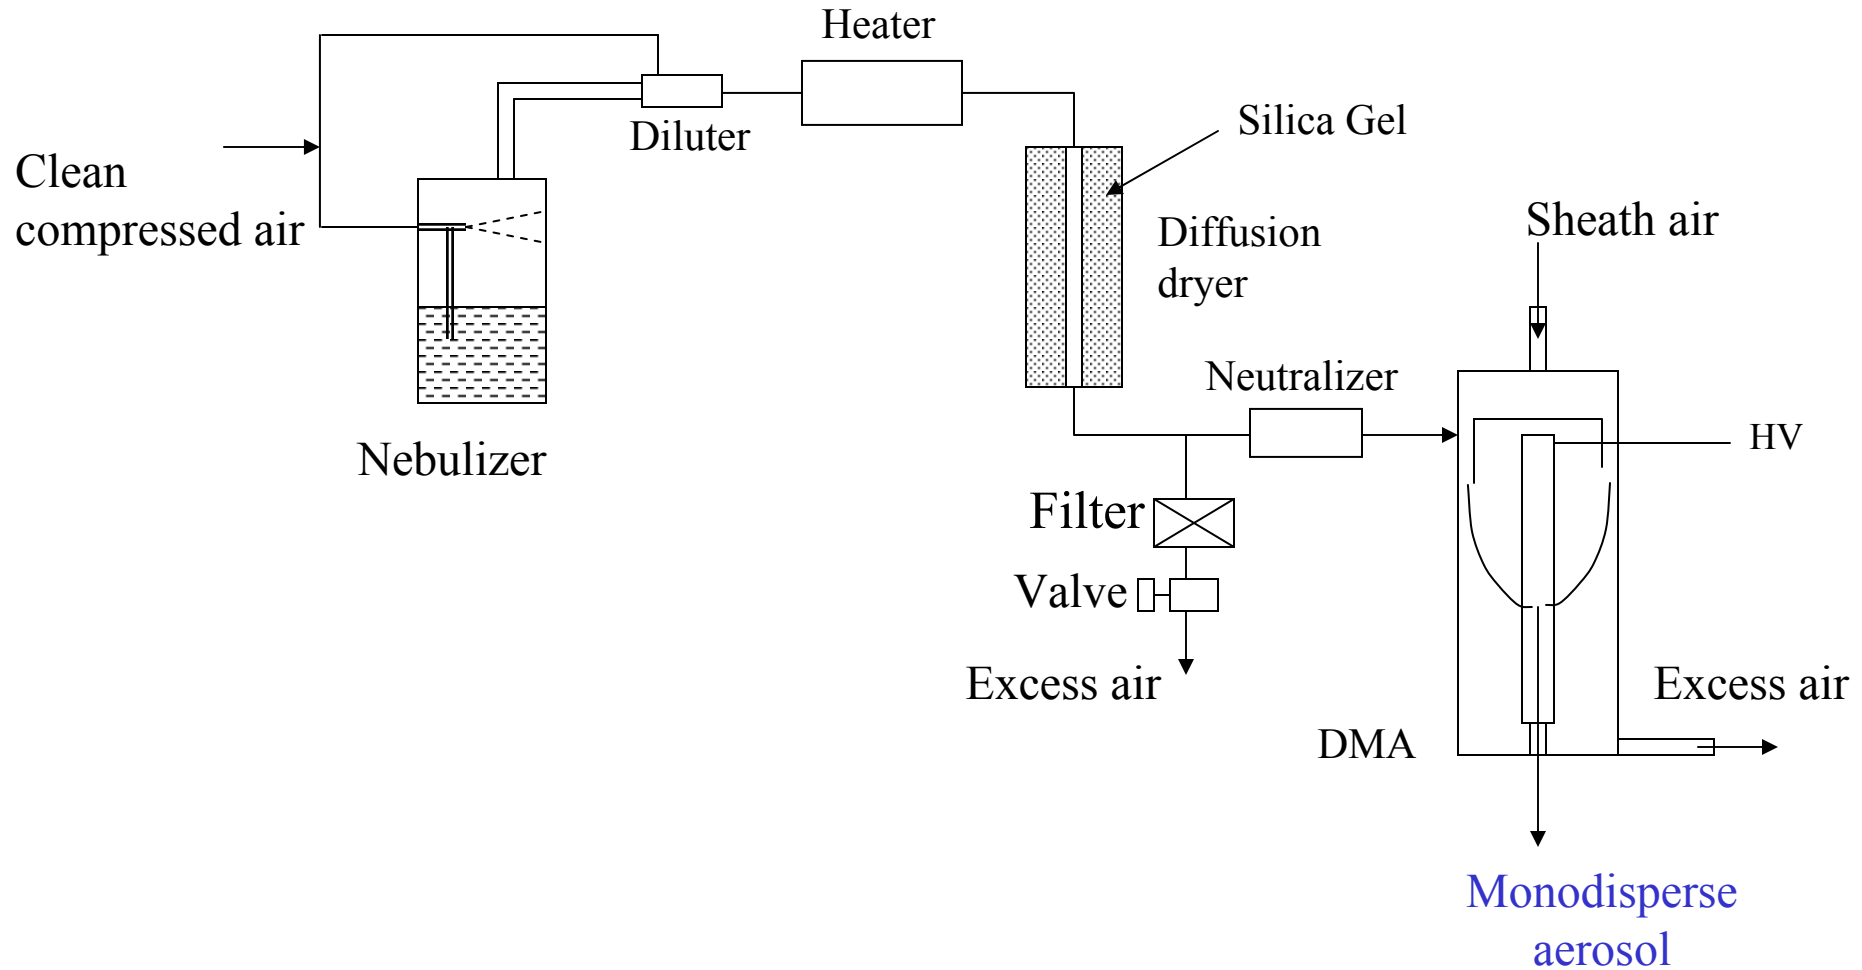 Heater
Silica Gel
Diluter
Clean
compressed air
Diffusion
dryer
Sheath air
Neutralizer
HV
Nebulizer
Filter
Valve
Excess air
Excess air
DMA
Monodisperse
aerosol